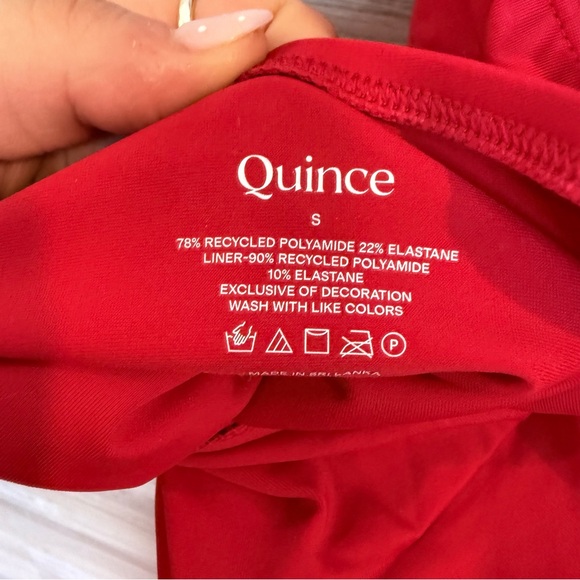 Quince
S
78% RECYCLED POLYAMIDE 22% ELASTANE
LINER-90% RECYCLED POLYAMIDE
10% ELASTANE
EXCLUSIVE OF DECORATION
WASH WITH LIKE COLORS
P
MADE IN SRI LANKA